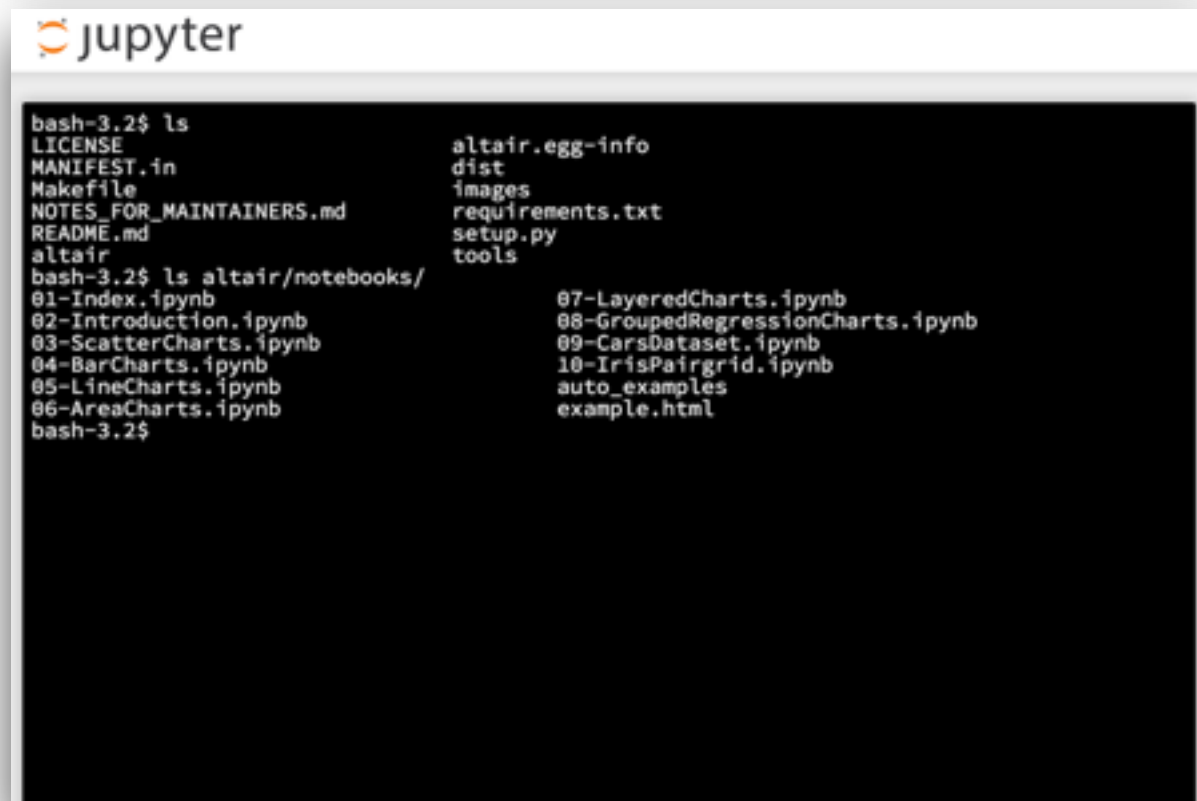 jupyter
bash-3.2$ ls
LICENSE altair.egg-info
MANIFEST.in dist
Makefile images
NOTES_FOR_MAINTAINERS.md requirements.txt
README.md setup.py
altair tools
bash-3.2$ ls altair/notebooks/
01-Index.ipynb 07-LayeredCharts.ipynb
02-Introduction.ipynb 08-GroupedRegressionCharts.ipynb
03-ScatterCharts.ipynb 09-CarsDataset.ipynb
04-BarCharts.ipynb 10-IrisPairgrid.ipynb
05-LineCharts.ipynb auto_examples
06-AreaCharts.ipynb example.html
bash-3.2$